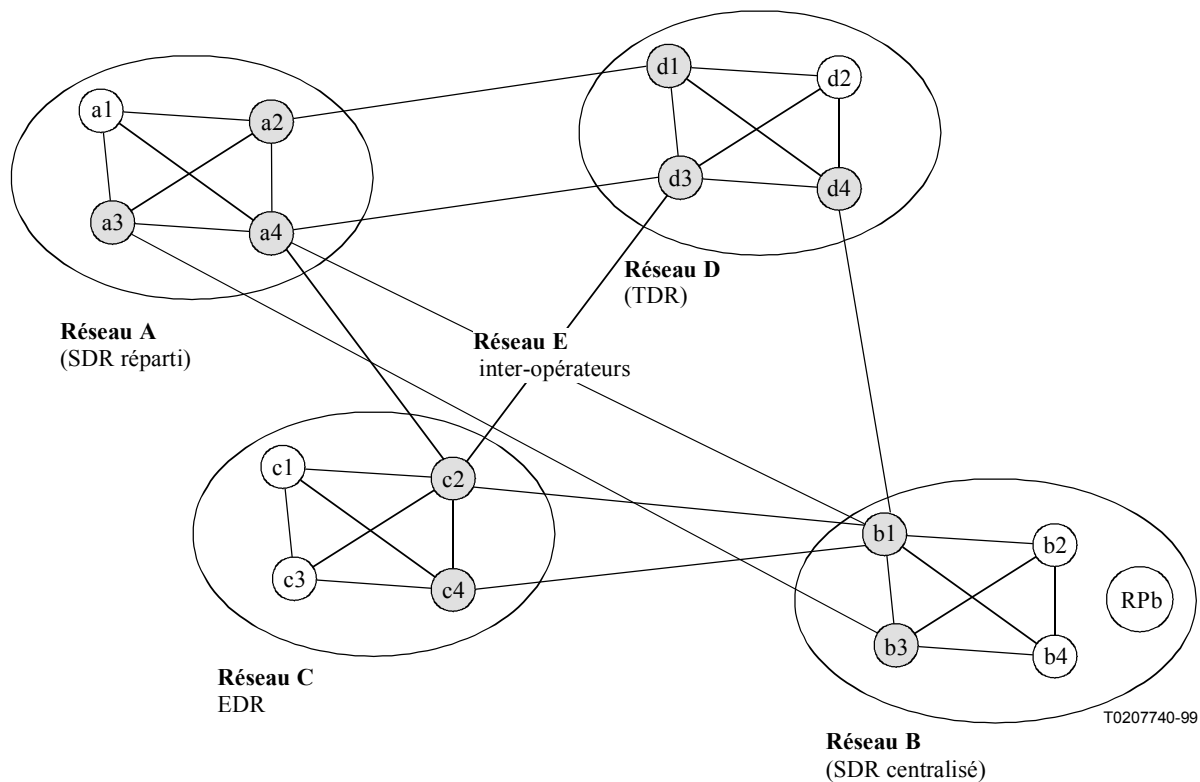 d1
d2
a1
a2
d3
d4
a3
a4
Réseau D
(TDR)
Réseau A
(SDR réparti)
Réseau E
inter-opérateurs
c1
c2
b1
b2
c3
c4
RPb
b3
b4
Réseau C
EDR
T0207740-99
Réseau B
(SDR centralisé)